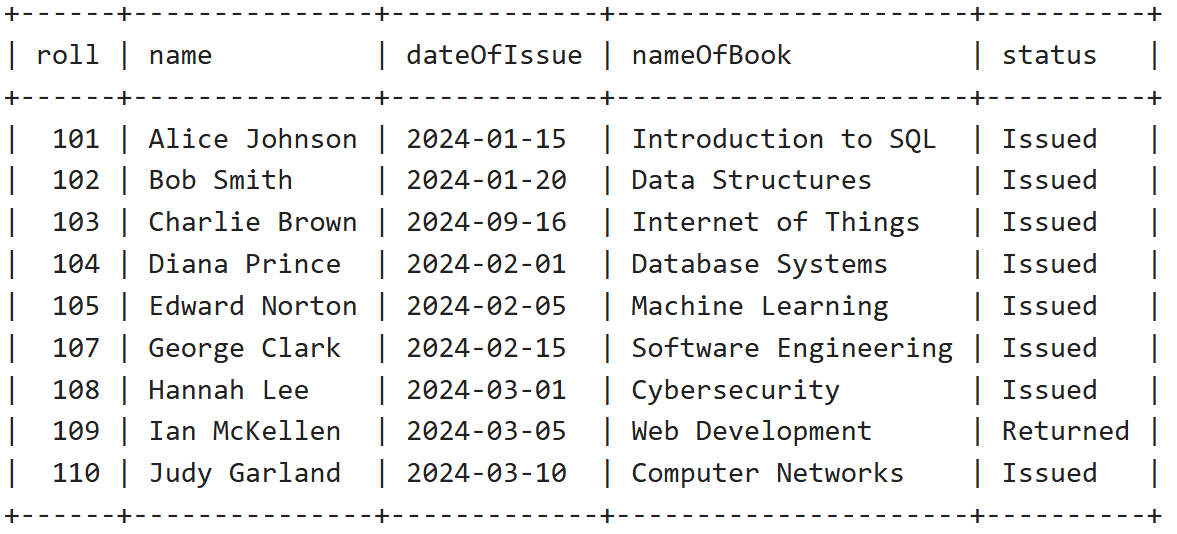 +------+---------------+-------------+----------------------+----------+
| roll | name          | dateOfIssue | nameOfBook           | status   |
+------+---------------+-------------+----------------------+----------+
|  101 | Alice Johnson | 2024-01-15  | Introduction to SQL  | Issued   |
|  102 | Bob Smith     | 2024-01-20  | Data Structures      | Issued   |
|  103 | Charlie Brown | 2024-09-16  | Internet of Things   | Issued   |
|  104 | Diana Prince  | 2024-02-01  | Database Systems     | Issued   |
|  105 | Edward Norton | 2024-02-05  | Machine Learning     | Issued   |
|  107 | George Clark  | 2024-02-15  | Software Engineering | Issued   |
|  108 | Hannah Lee    | 2024-03-01  | Cybersecurity        | Issued   |
|  109 | Ian McKellen  | 2024-03-05  | Web Development      | Returned |
|  110 | Judy Garland  | 2024-03-10  | Computer Networks    | Issued   |
+------+---------------+-------------+----------------------+----------+